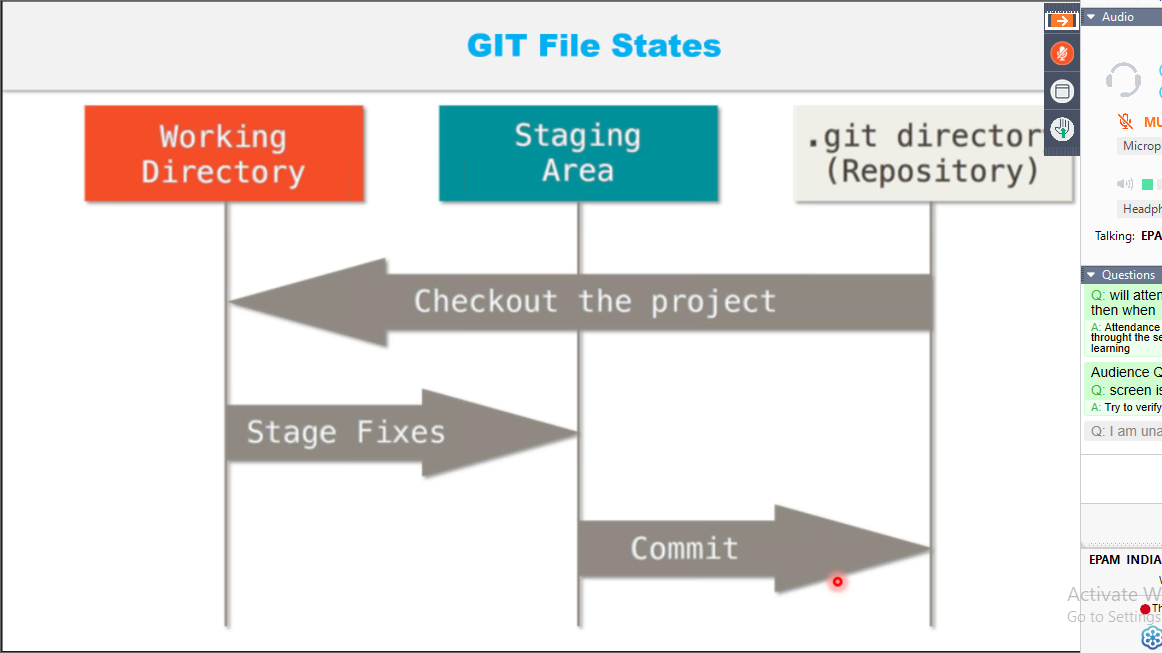 GIT File States
Working
Directory
Staging
Area
.git director
(Repository)
Checkout the project
Stage Fixes
Commit
Audio
MU
Microp
Headph
Talking: EPA
Questions
Q: will atten
then when
A: Attendance
throught the se
learning
Audience Q
Q: screen is
A: Try to verify
Q: I am una
EPAM INDIA
Activate W
Go to Settings
Th